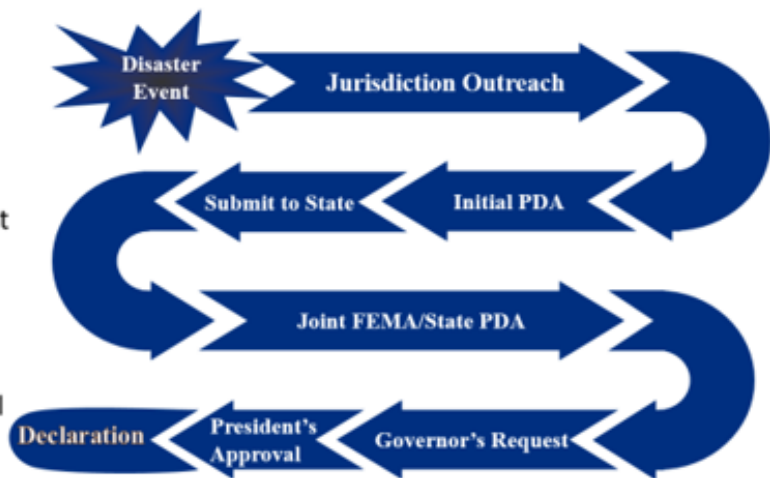 Disaster
Event
Jurisdiction Outreach
Initial PDA
Submit to State
t
Joint FEMA/State PDA
Governor's Request
President's
Approval
Declaration